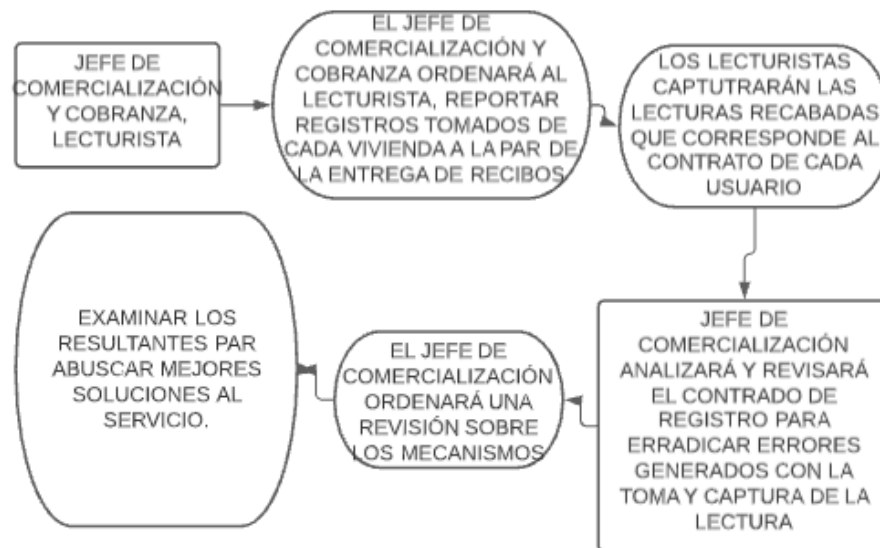 JEFE DE
COMERCIALIZACIÓN
Y COBRANZA,
LECTURISTA
EL JEFE DE
COMERCIALIZACIÓN Y
COBRANZA ORDENARÁ AL
LECTURISTA, REPORTAR
REGISTROS TOMADOS DE
CADA VIVIENDA A LA PAR DE
LA ENTREGA DE RECIBOS
LOS LECTURISTAS
CAPTUTRARÁN LAS
LECTURAS RECABADAS
QUE CORRESPONDE AL
CONTRATO DE CADA
USUARIO
JEFE DE
COMERCIALIZACIÓN
ANALIZARÁ Y REVISARÁ
EL CONTRADO DE
REGISTRO PARA
ERRADICAR ERRORES
GENERADOS CON LA
TOMA Y CAPTURA DE LA
LECTURA
EL JEFE DE
COMERCIALIZACIÓN
ORDENARÁ UNA
REVISIÓN SOBRE
LOS MECANISMOS
EXAMINAR LOS
RESULTANTES PAR
ABUSCAR MEJORES
SOLUCIONES AL
SERVICIO.